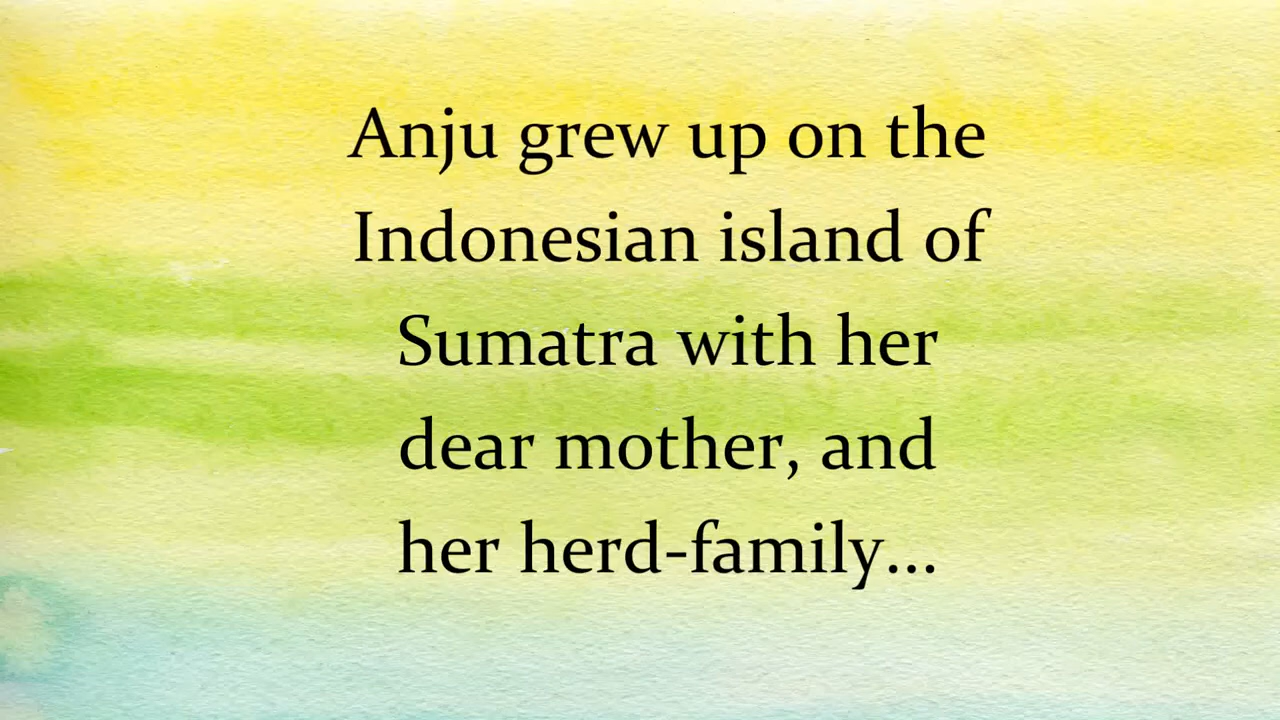 Anju grew up on the
Indonesian island of
Sumatra with her
dear mother, and
her herd-family...